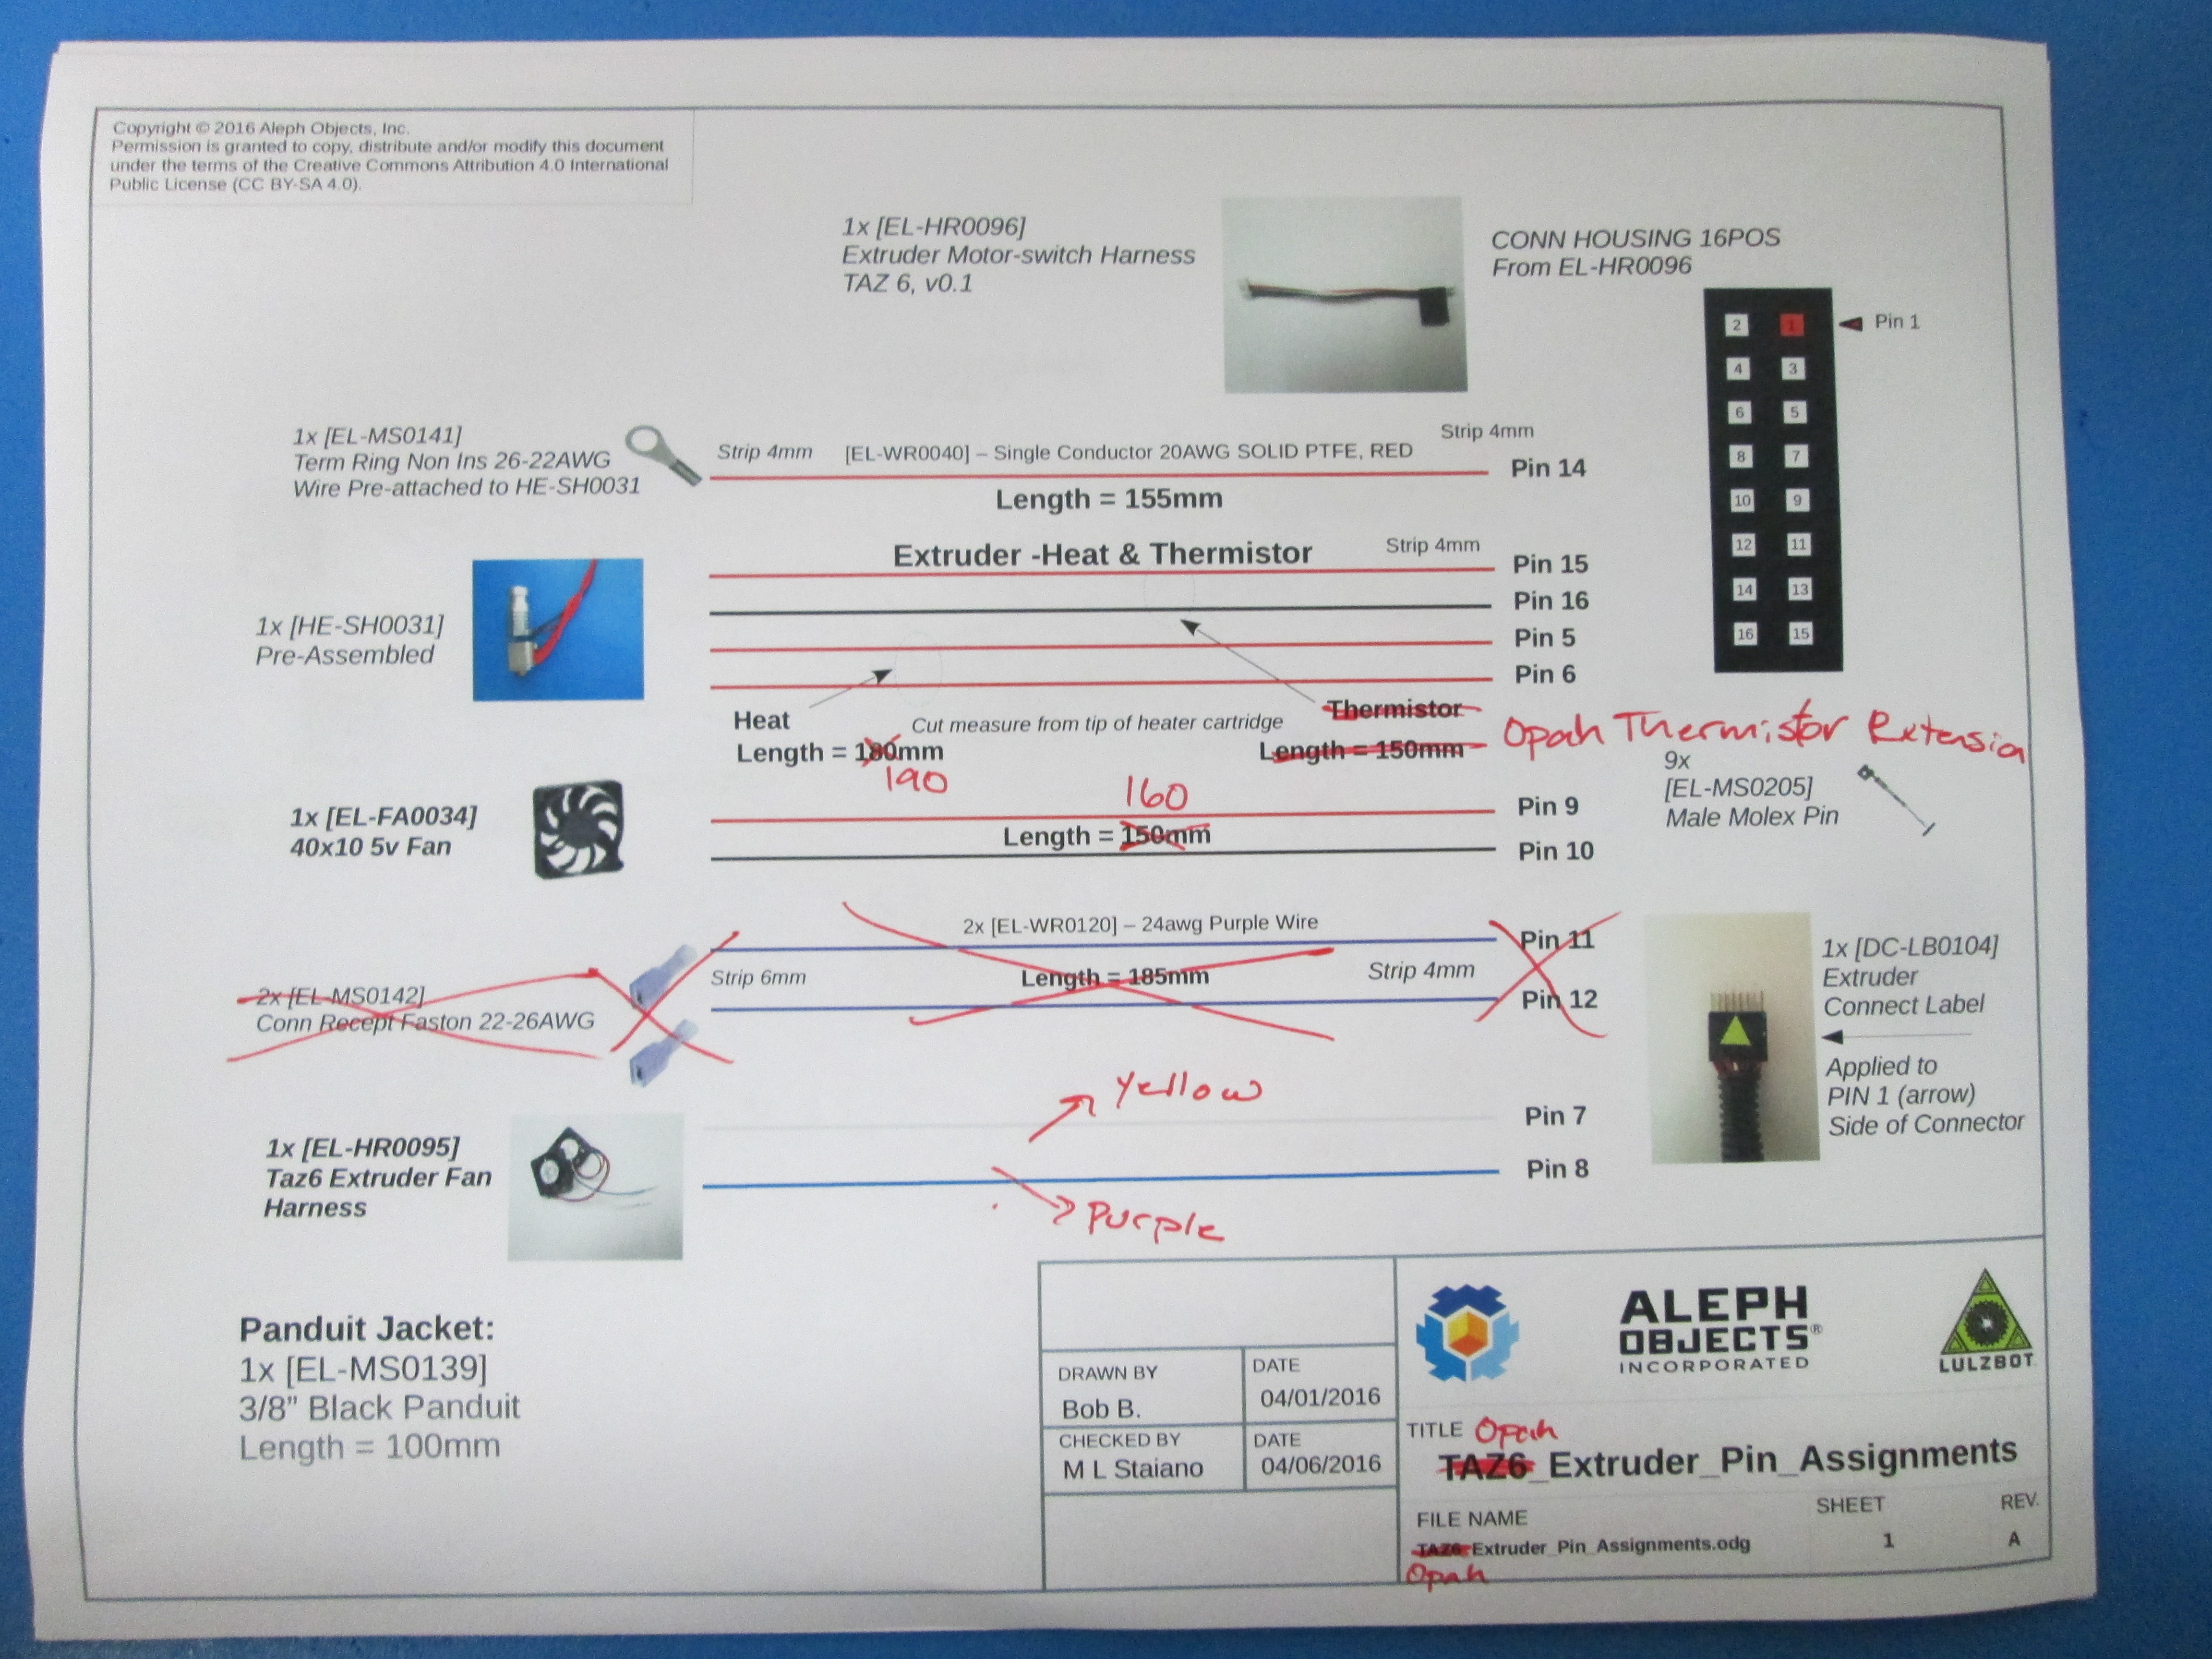 Copyright © 2016 Aleph Objects, Inc.
Permission is granted to copy, distribute and/or modify this document
under the terms of the Creative Commons Attribution 4.0 International
Public License (CC BY-SA 4.0).
1x [EL-HR0096]
Extruder Motor-switch Harness
TAZ 6, v0.1
CONN HOUSING 16POS
From EL-HR0096
2 1 Pin 1
4 3
6 5
8 7
10 9
12 11
14 13
16 15
1x [EL-MS0141]
Term Ring Non Ins 26-22AWG
Wire Pre-attached to HE-SH0031
Strip 4mm [EL-WR0040] – Single Conductor 20AWG SOLID PTFE, RED Strip 4mm
Pin 14
Length = 155mm
Extruder -Heat & Thermistor Strip 4mm
Pin 15
Pin 16
Pin 5
Pin 6
1x [HE-SH0031]
Pre-Assembled
Heat
Length = 180mm
190
Cut measure from tip of heater cartridge
Thermistor
Length = 150mm
Opah Thermistor Extension
9x
[EL-MS0205]
Male Molex Pin
1x [EL-FA0034]
40x10 5v Fan
160
Length = 150mm
Pin 9
Pin 10
2x [EL-WR0120] – 24awg Purple Wire
Pin 11
Strip 6mm Length = 185mm Strip 4mm
Pin 12
2x [EL-MS0142]
Conn Recept Faston 22-26AWG
1x [DC-LB0104]
Extruder
Connect Label
Applied to
PIN 1 (arrow)
Side of Connector
Yellow
Pin 7
Pin 8
Purple
1x [EL-HR0095]
Taz6 Extruder Fan
Harness
Panduit Jacket:
1x [EL-MS0139]
3/8” Black Panduit
Length = 100mm
DRAWN BY DATE
Bob B. 04/01/2016
CHECKED BY DATE
M L Staiano 04/06/2016
ALEPH
OBJECTS®
INCORPORATED
LULZBOT
TITLE Opah
TAZ6_Extruder_Pin_Assignments
FILE NAME SHEET REV.
TAZ6_Extruder_Pin_Assignments.odg 1 A
Opah